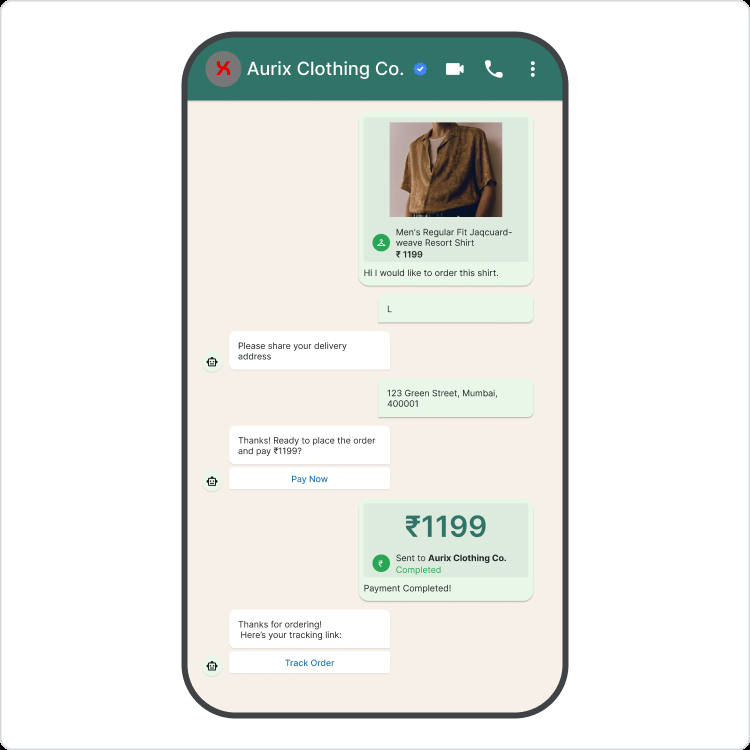 Aurix Clothing Co.
Men's Regular Fit Jaqcuard-
weave Resort Shirt
₹ 1199
Hi I would like to order this shirt.
L
Please share your delivery
address
123 Green Street, Mumbai,
400001
Thanks! Ready to place the order
and pay ₹1199?
Pay Now
₹1199
₹
Sent to Aurix Clothing Co.
Completed
Payment Completed!
Thanks for ordering!
Here's your tracking link:
Track Order